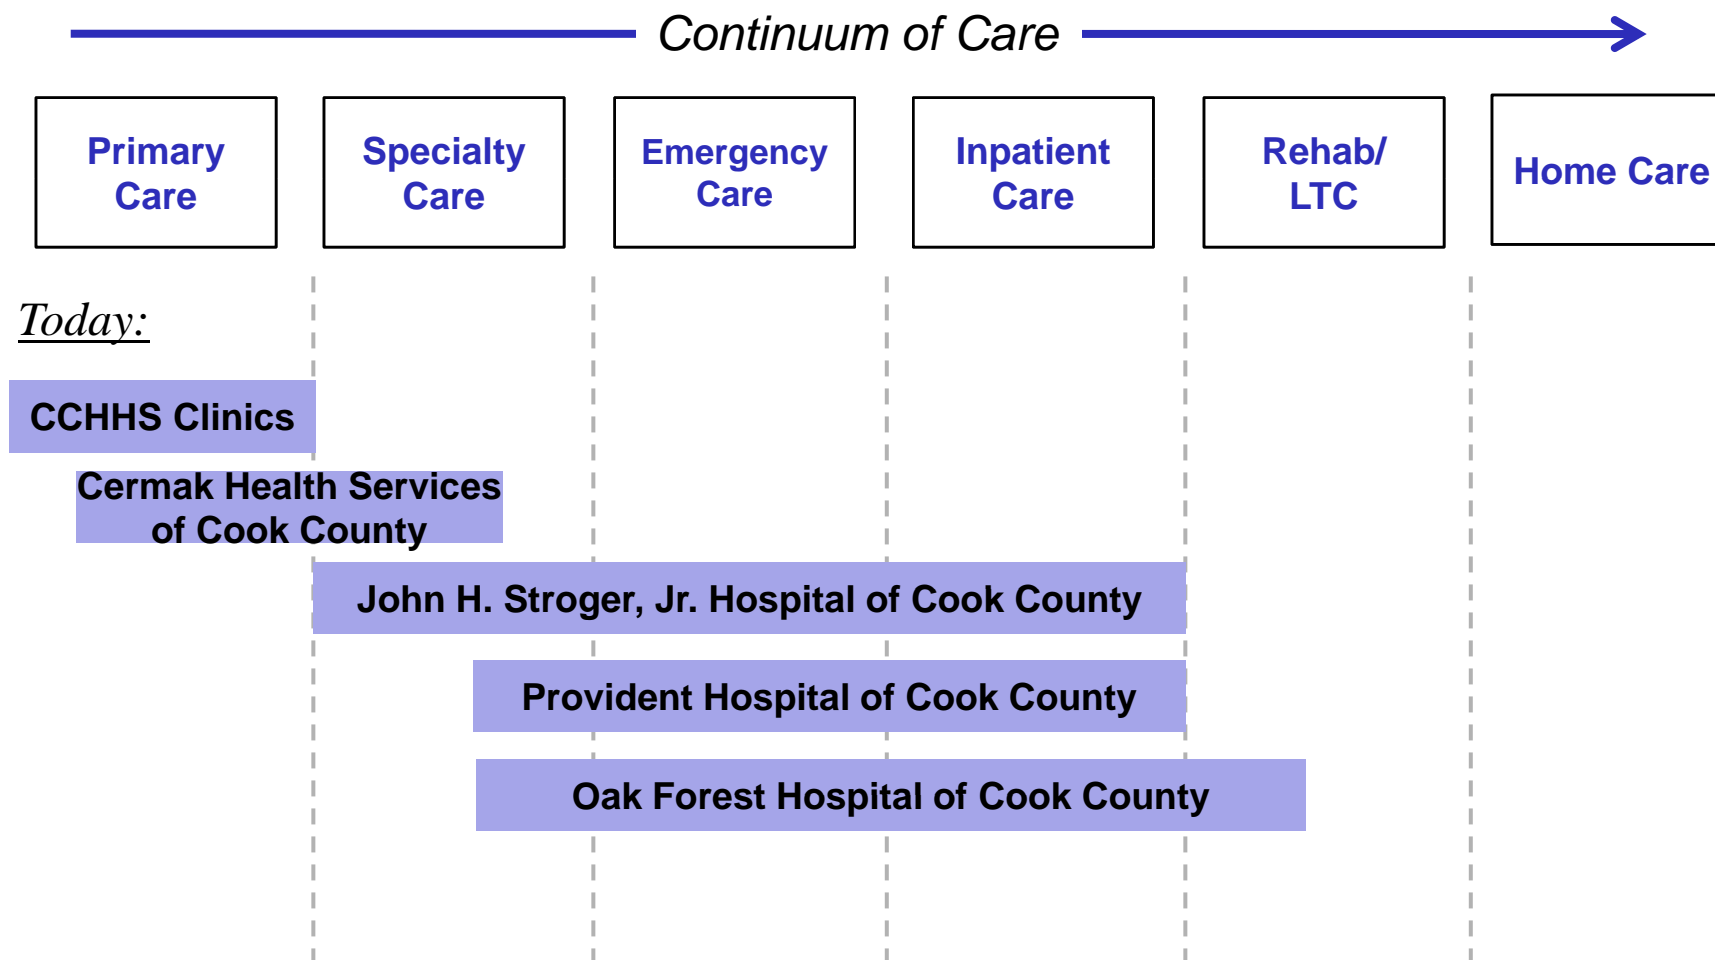 Continuum of Care
Primary
Care
Specialty
Care
Emergency
Care
Inpatient
Care
Rehab/
LTC
Home Care
Today:
CCHHS Clinics
Cermak Health Services
of Cook County
John H. Stroger, Jr. Hospital of Cook County
Provident Hospital of Cook County
Oak Forest Hospital of Cook County